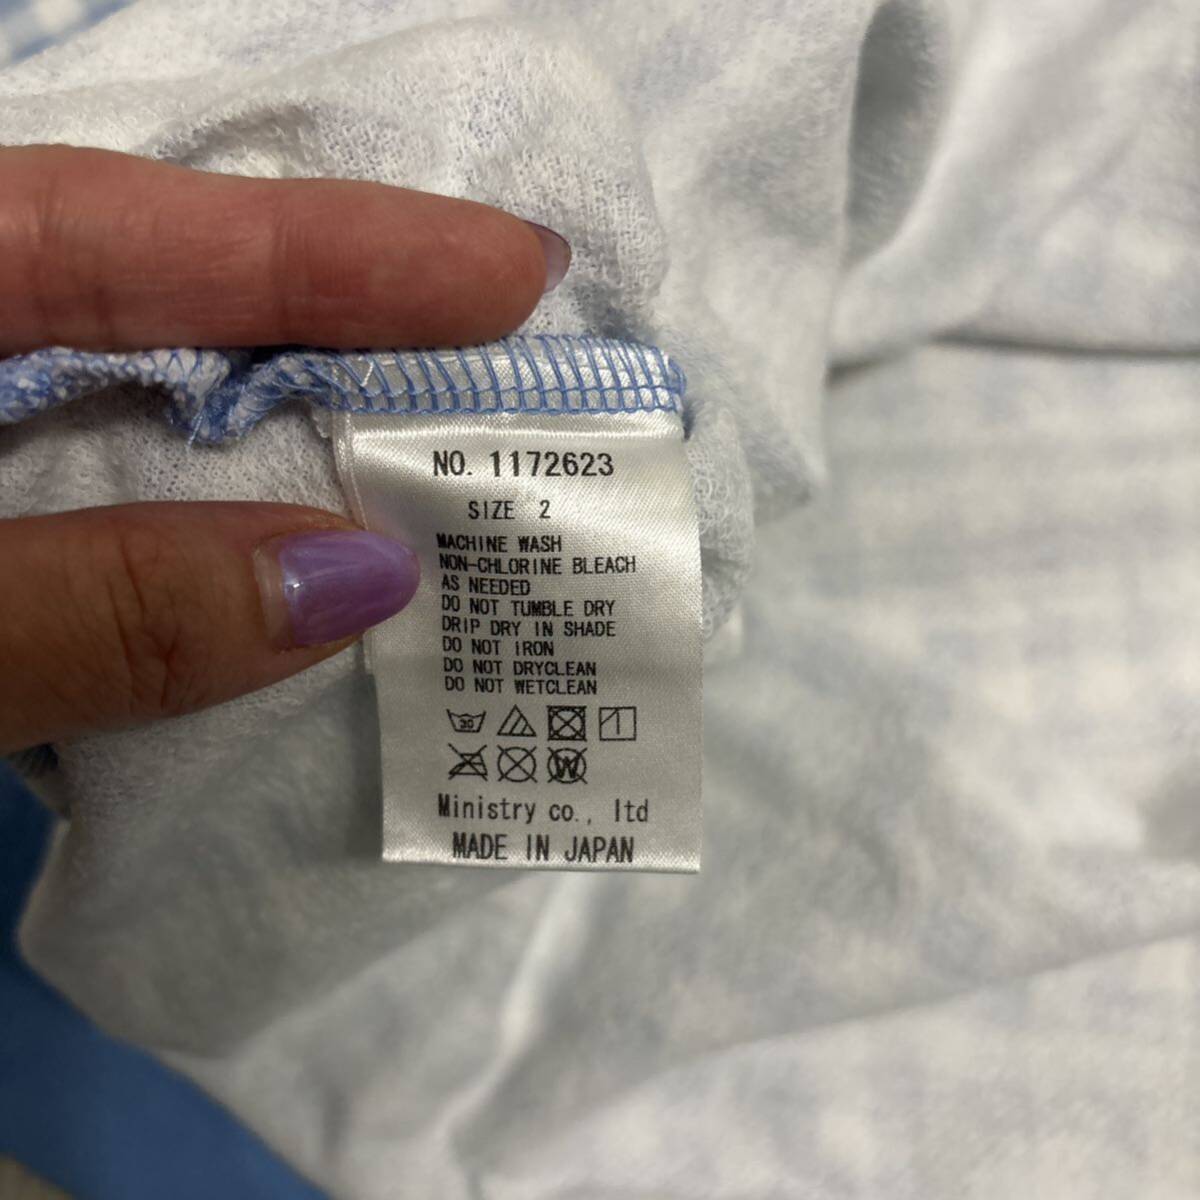 NO. 1172623
SIZE 2
MACHINE WASH
NON-CHLORINE BLEACH
AS NEEDED
DO NOT TUMBLE DRY
DRIP DRY IN SHADE
DO NOT IRON
DO NOT DRYCLEAN
DO NOT WETCLEAN
30
W
Ministry co., ltd
MADE IN JAPAN